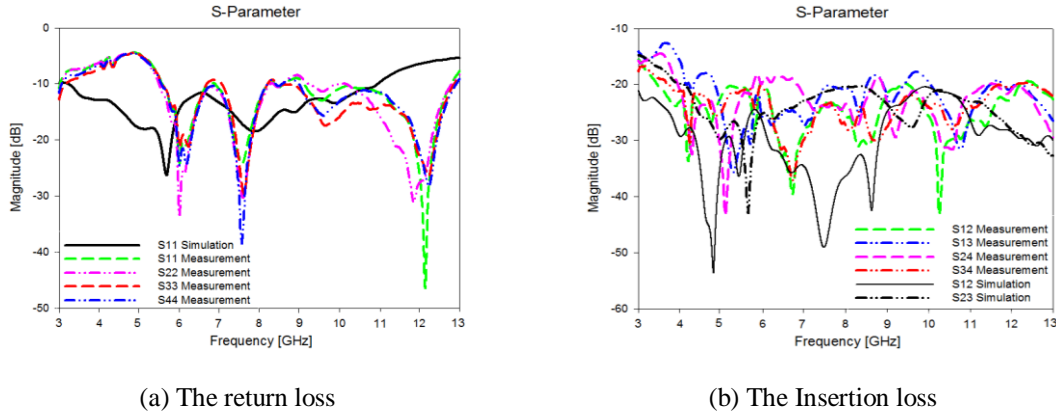 S-Parameter
0
-10
-20
-30
-40
-50
Magnitude [dB]
S11 Simulation
S11 Measurement
S22 Measurement
S33 Measurement
S44 Measurement
3 4 5 6 7 8 9 10 11 12 13
Frequency [GHz]
(a) The return loss
S-Parameter
-10
-20
-30
-40
-50
-60
Magnitude [dB]
S12 Measurement
S13 Measurement
S24 Measurement
S34 Measurement
S12 Simulation
S23 Simulation
3 4 5 6 7 8 9 10 11 12 13
Frequency [GHz]
(b) The Insertion loss